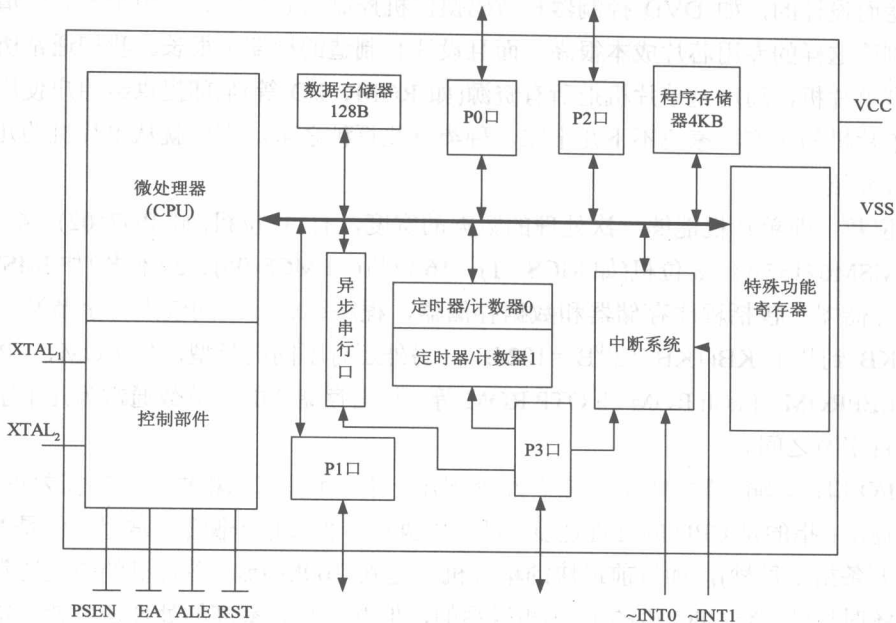 数据存储器
128B
P0口
P2口
程序存储
器4KB
VCC
微处理器
(CPU)
VSS
特殊功能
寄存器
异步串行口
定时器/计数器0
定时器/计数器1
中断系统
XTAL₁
控制部件
XTAL₂
P1口
P3口
PSEN EA ALE RST
~INT0 ~INT1